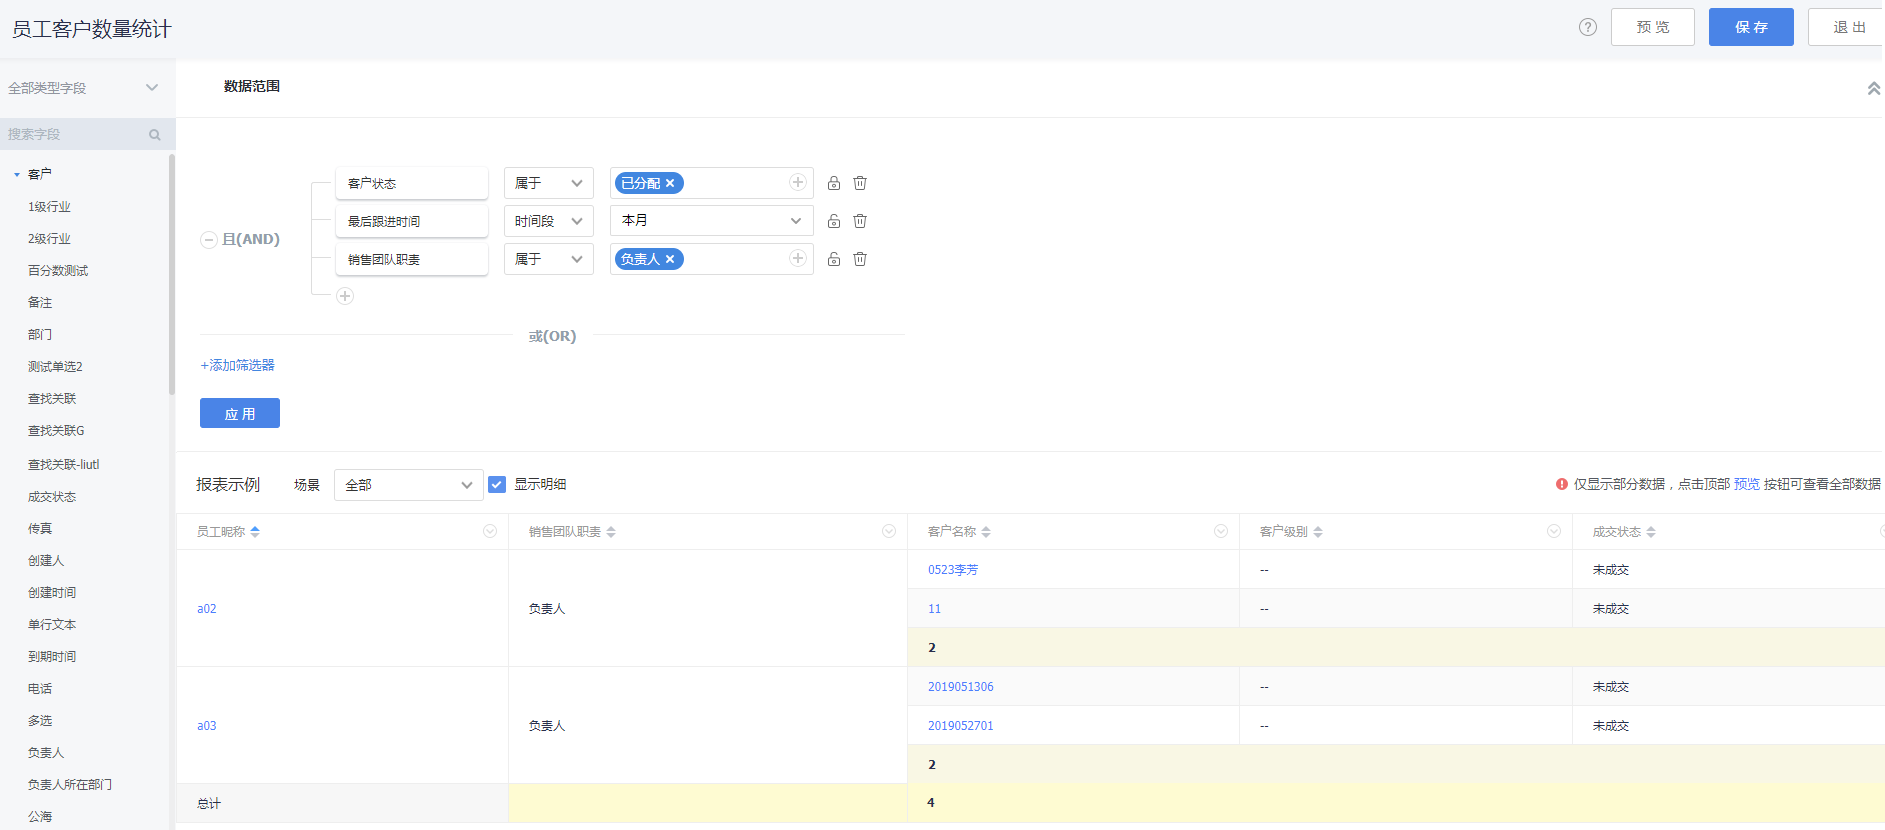 员工客户数量统计
? 预 览 保 存 退 出
全部类型字段
搜索字段
客户
1级行业
2级行业
百分数测试
备注
部门
测试单选2
查找关联
查找关联G
查找关联-liutl
成交状态
传真
创建人
创建时间
单行文本
到期时间
电话
多选
负责人
负责人所在部门
公海
数据范围
且(AND)
客户状态 属于 已分配 ×
最后跟进时间 时间段 本月
销售团队职责 属于 负责人 ×
或(OR)
+添加筛选器
应 用
报表示例 场景 全部 显示明细 仅显示部分数据，点击顶部 预览 按钮可查看全部数据
员工昵称 销售团队职责 客户名称 客户级别 成交状态
a02 负责人 0523李芳 -- 未成交
11 -- 未成交
2
a03 负责人 2019051306 -- 未成交
2019052701 -- 未成交
2
总计 4